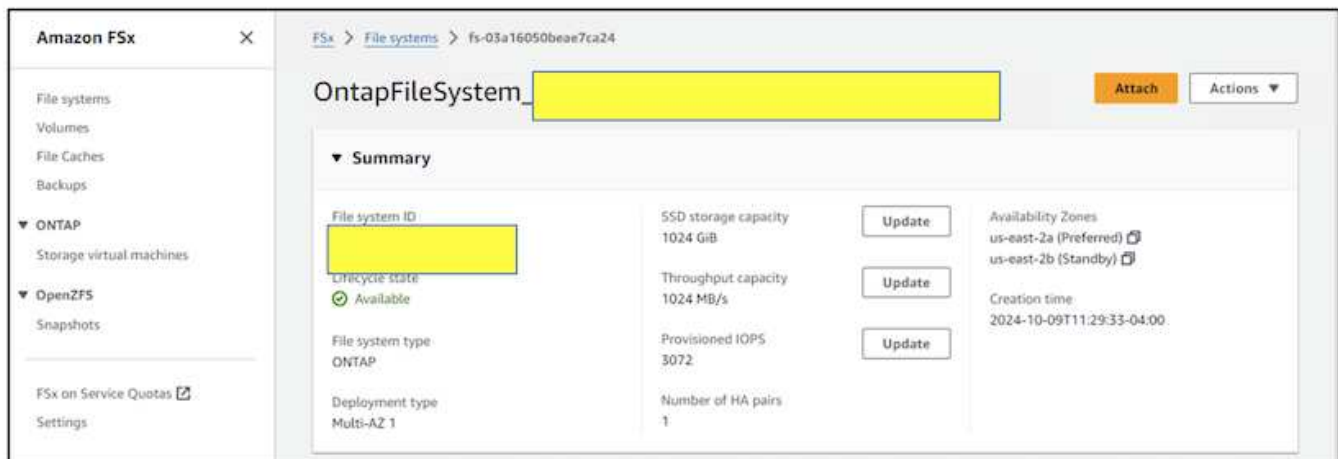 Amazon FSx
File systems
Volumes
File Caches
Backups
ONTAP
Storage virtual machines
OpenZFS
Snapshots
FSx on Service Quotas
Settings
FSx > File systems > fs-03a16050beae7ca24
OntapFileSystem_
Attach
Actions
Summary
File system ID
Lifecycle state
Available
File system type
ONTAP
Deployment type
Multi-AZ 1
SSD storage capacity
1024 GiB
Update
Throughput capacity
1024 MB/s
Update
Provisioned IOPS
3072
Update
Number of HA pairs
1
Availability Zones
us-east-2a (Preferred)
us-east-2b (Standby)
Creation time
2024-10-09T11:29:33-04:00